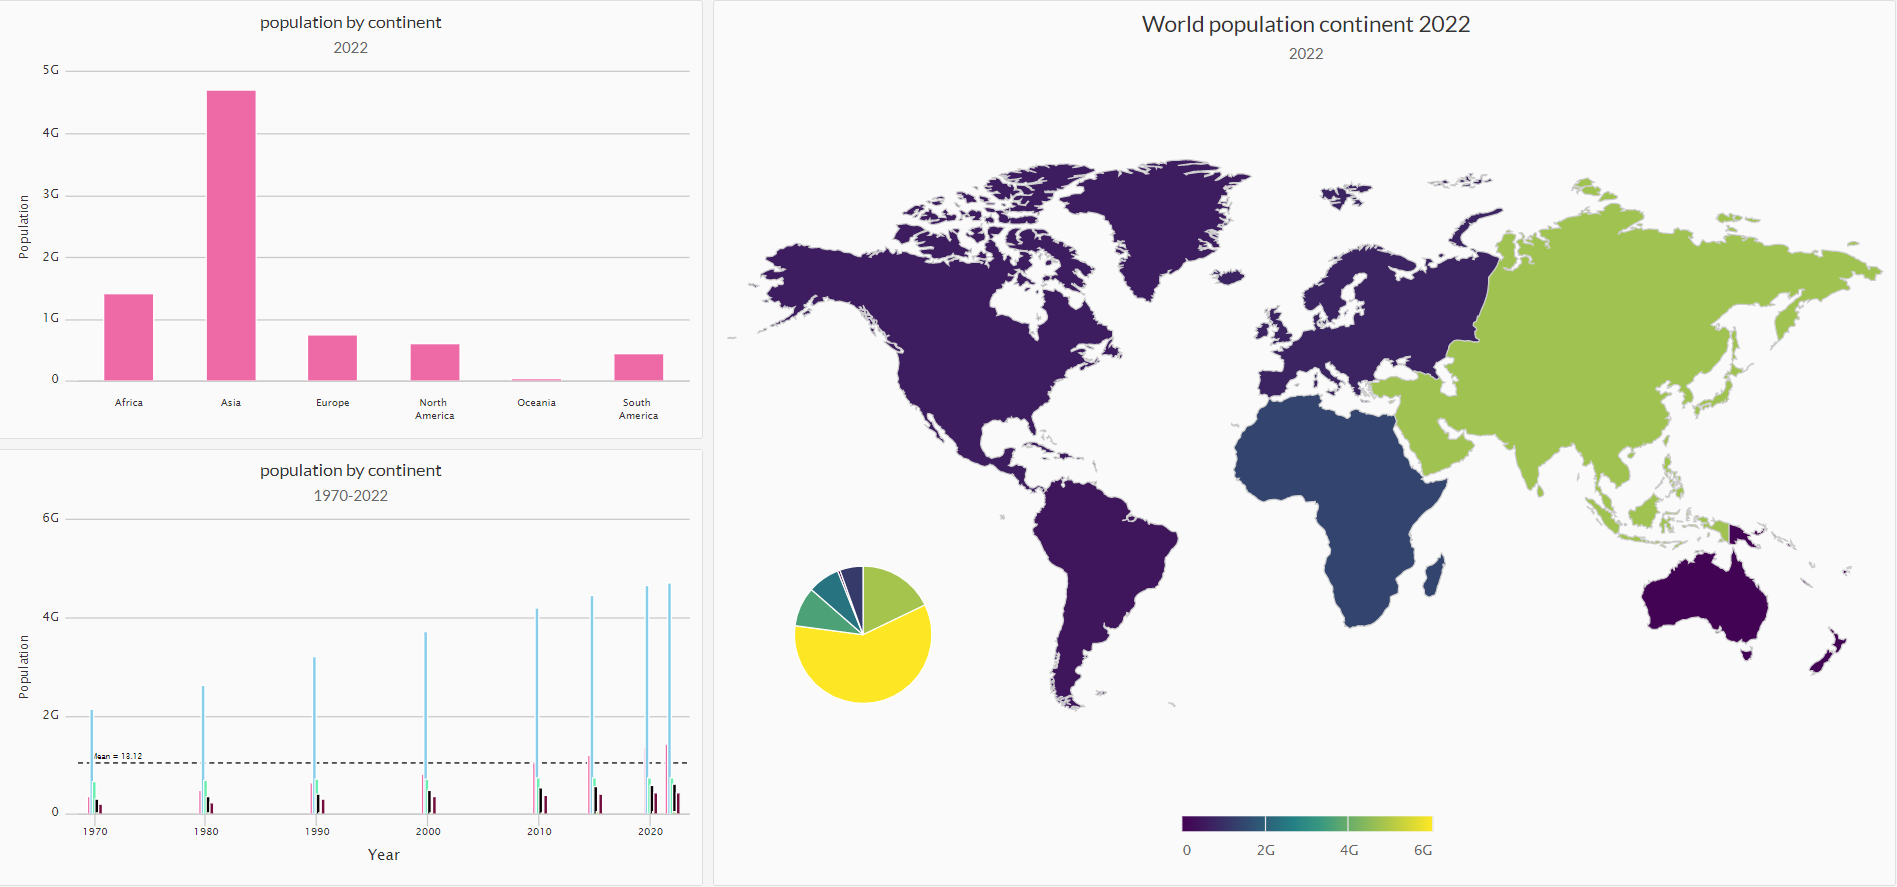 population by continent
2022
5G
4G
3G
2G
1G
0
Population
Africa
Asia
Europe
North
America
Oceania
South
America
population by continent
1970-2022
6G
4G
2G
0
Population
Mean = 13.12
1970
1980
1990
2000
2010
2020
Year
World population continent 2022
2022
0
2G
4G
6G